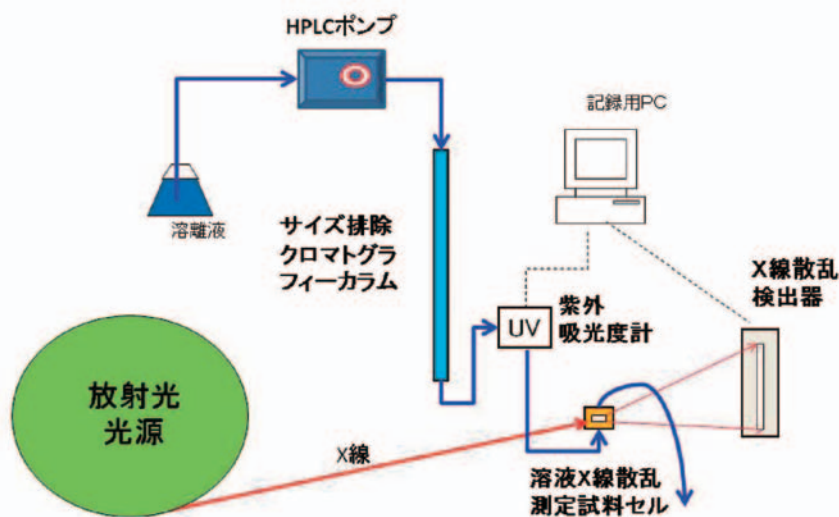 HPLCポンプ
記録用PC
溶離液
サイズ排除
クロマトグラ
フィーカラム
X線散乱
検出器
UV
紫外
吸光度計
放射光
光源
X線
溶液X線散乱
測定試料セル